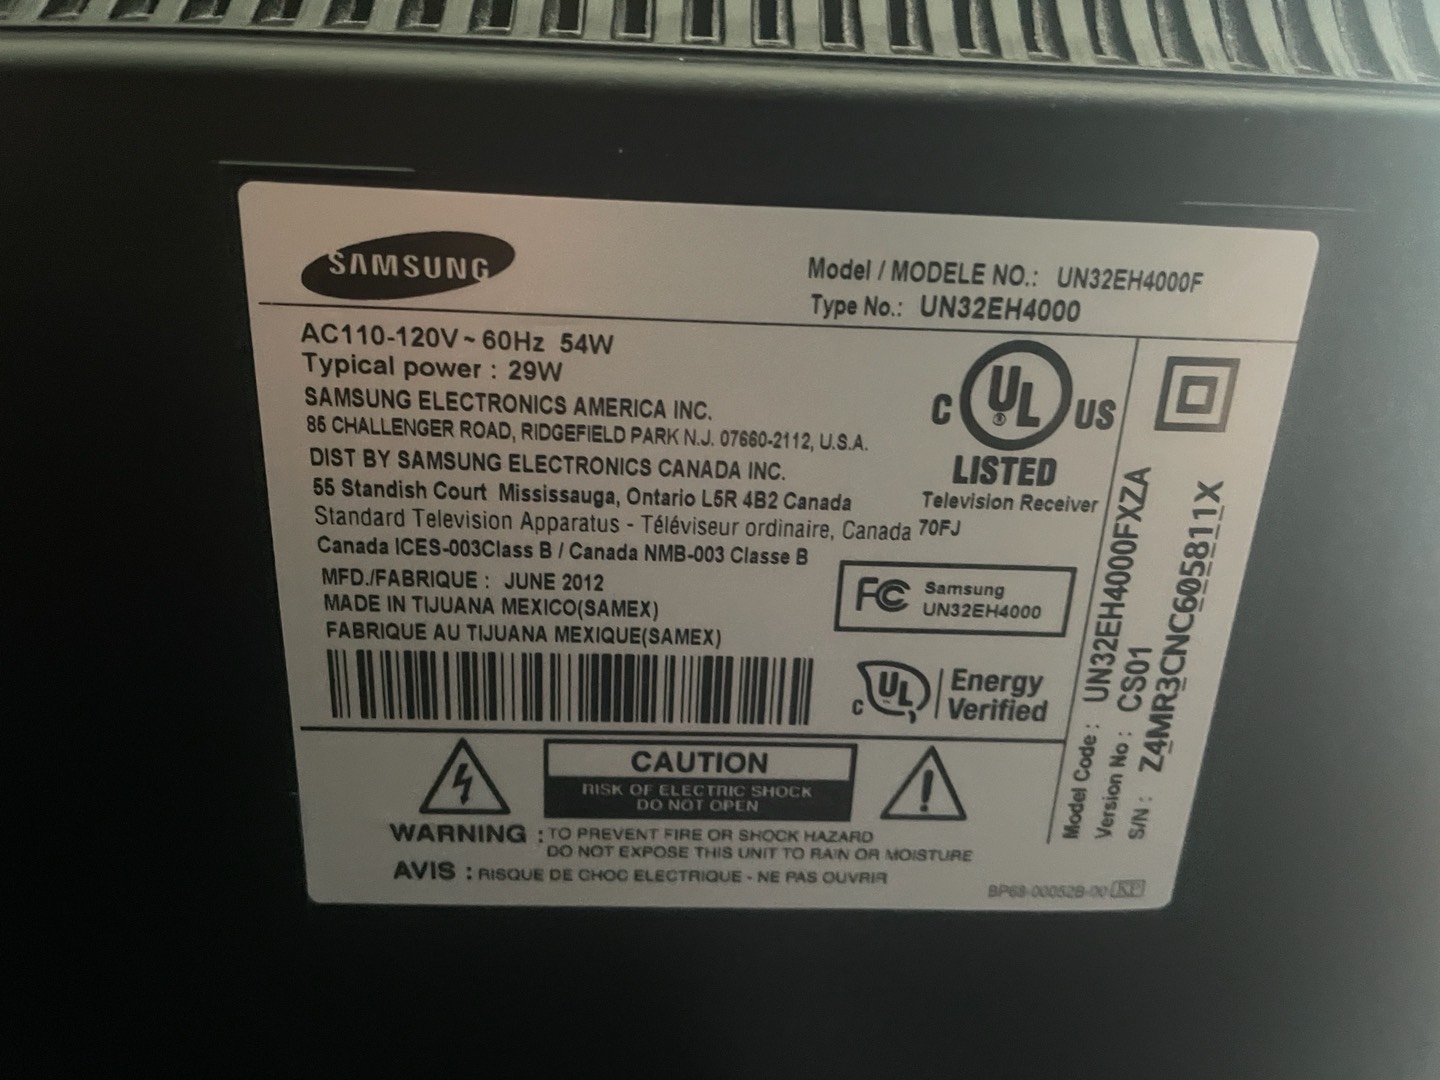 SAMSUNG
Model / MODELE NO.: UN32EH4000F
Type No.: UN32EH4000
AC110-120V ~ 60Hz 54W
Typical power : 29W
SAMSUNG ELECTRONICS AMERICA INC.
85 CHALLENGER ROAD, RIDGEFIELD PARK N.J. 07660-2112, U.S.A.
DIST BY SAMSUNG ELECTRONICS CANADA INC.
55 Standish Court Mississauga, Ontario L5R 4B2 Canada
Standard Television Apparatus - Téléviseur ordinaire, Canada
Canada ICES-003Class B / Canada NMB-003 Classe B
MFD./FABRIQUE : JUNE 2012
MADE IN TIJUANA MEXICO(SAMEX)
FABRIQUE AU TIJUANA MEXIQUE(SAMEX)
C UL ® US
LISTED
Television Receiver
70FJ
FC Samsung
UN32EH4000
C UL Energy
Verified
Model Code : UN32EH4000FXZA
Version No : CS01
S/N : Z4MR3CNC605811X
CAUTION
RISK OF ELECTRIC SHOCK
DO NOT OPEN
WARNING : TO PREVENT FIRE OR SHOCK HAZARD
DO NOT EXPOSE THIS UNIT TO RAIN OR MOISTURE
AVIS : RISQUE DE CHOC ELECTRIQUE - NE PAS OUVRIR
BP68-00052B-00 KP